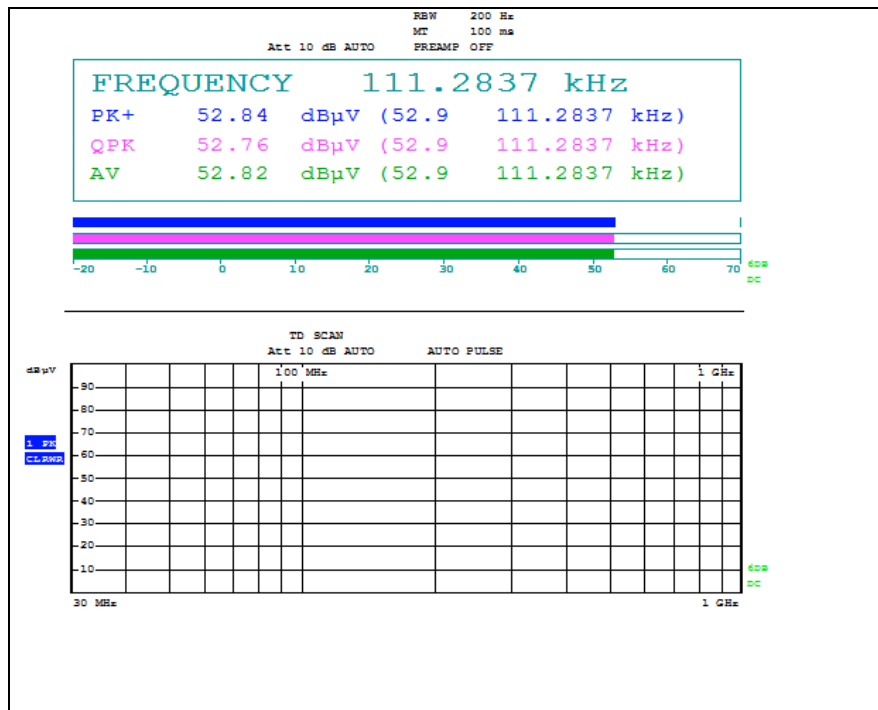 RBW 200 Hz
MT 100 ms
Att 10 dB AUTO PREAMP OFF
FREQUENCY 111.2837 kHz
PK+ 52.84 dBµV (52.9 111.2837 kHz)
QPK 52.76 dBµV (52.9 111.2837 kHz)
AV 52.82 dBµV (52.9 111.2837 kHz)
-20 -10 0 10 20 30 40 50 60 70
6DB
DC
TD SCAN
Att 10 dB AUTO AUTO PULSE
dBµV
100 MHz 1 GHz
90
80
70
1 PK
60
CLRWR
50
40
30
20
10
6DB
DC
30 MHz 1 GHz